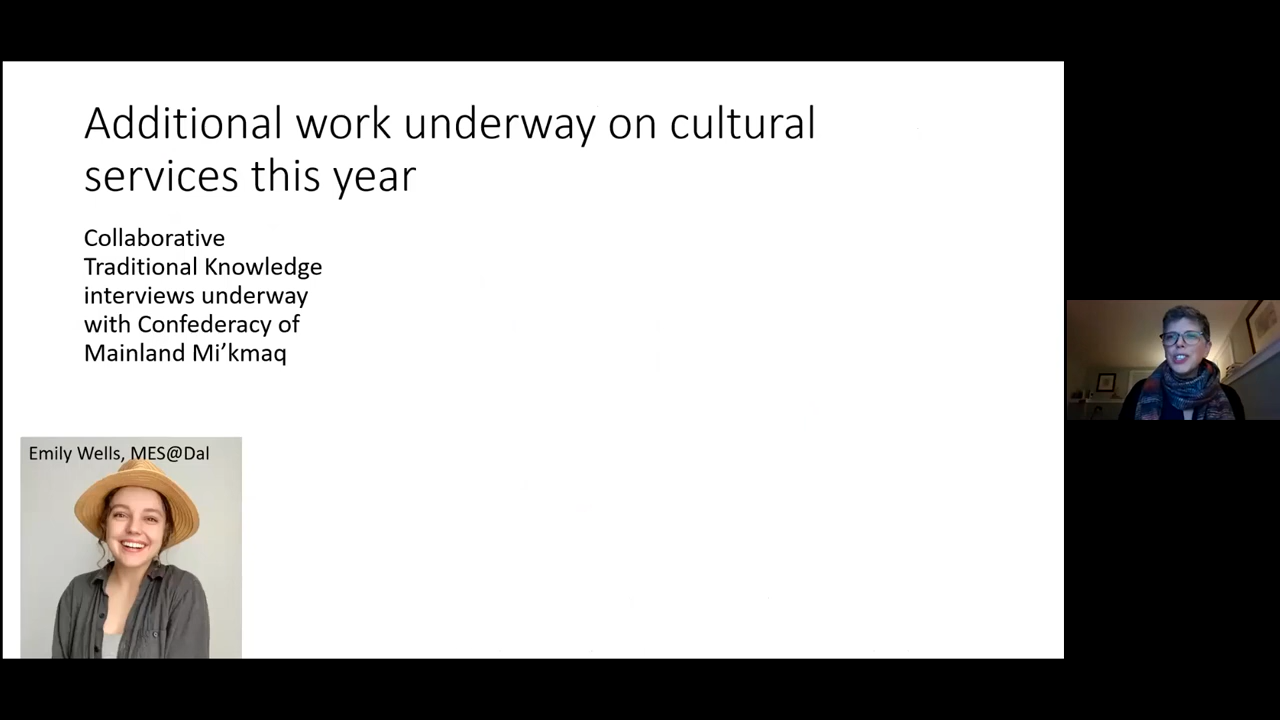 Additional work underway on cultural
services this year
Collaborative
Traditional Knowledge
interviews underway
with Confederacy of
Mainland Mi’kmaq
Emily Wells, MES@Dal